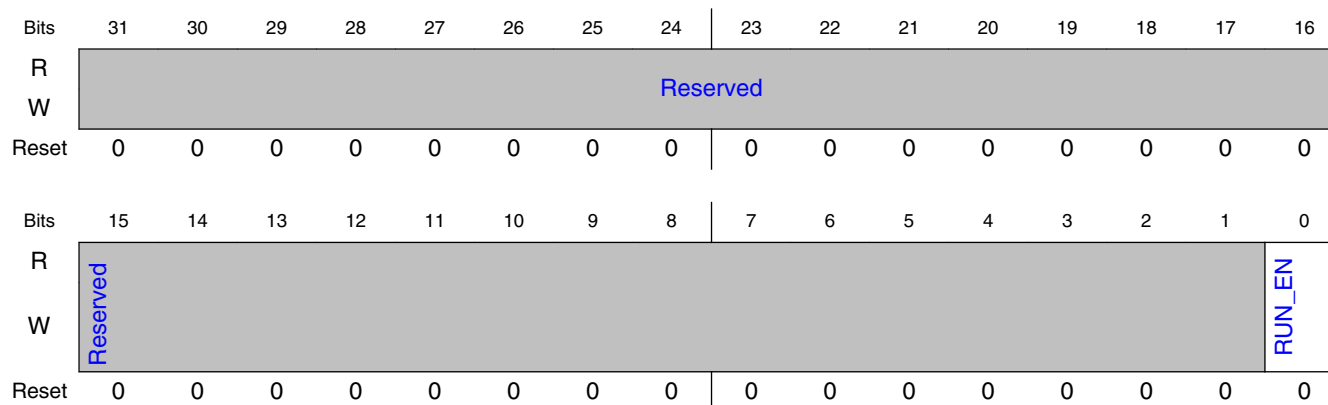 Bits 31 30 29 28 27 26 25 24 23 22 21 20 19 18 17 16
R
Reserved
W
Reset 0 0 0 0 0 0 0 0 0 0 0 0 0 0 0 0
Bits 15 14 13 12 11 10 9 8 7 6 5 4 3 2 1 0
R
Reserved
RUN_EN
W
Reset 0 0 0 0 0 0 0 0 0 0 0 0 0 0 0 0